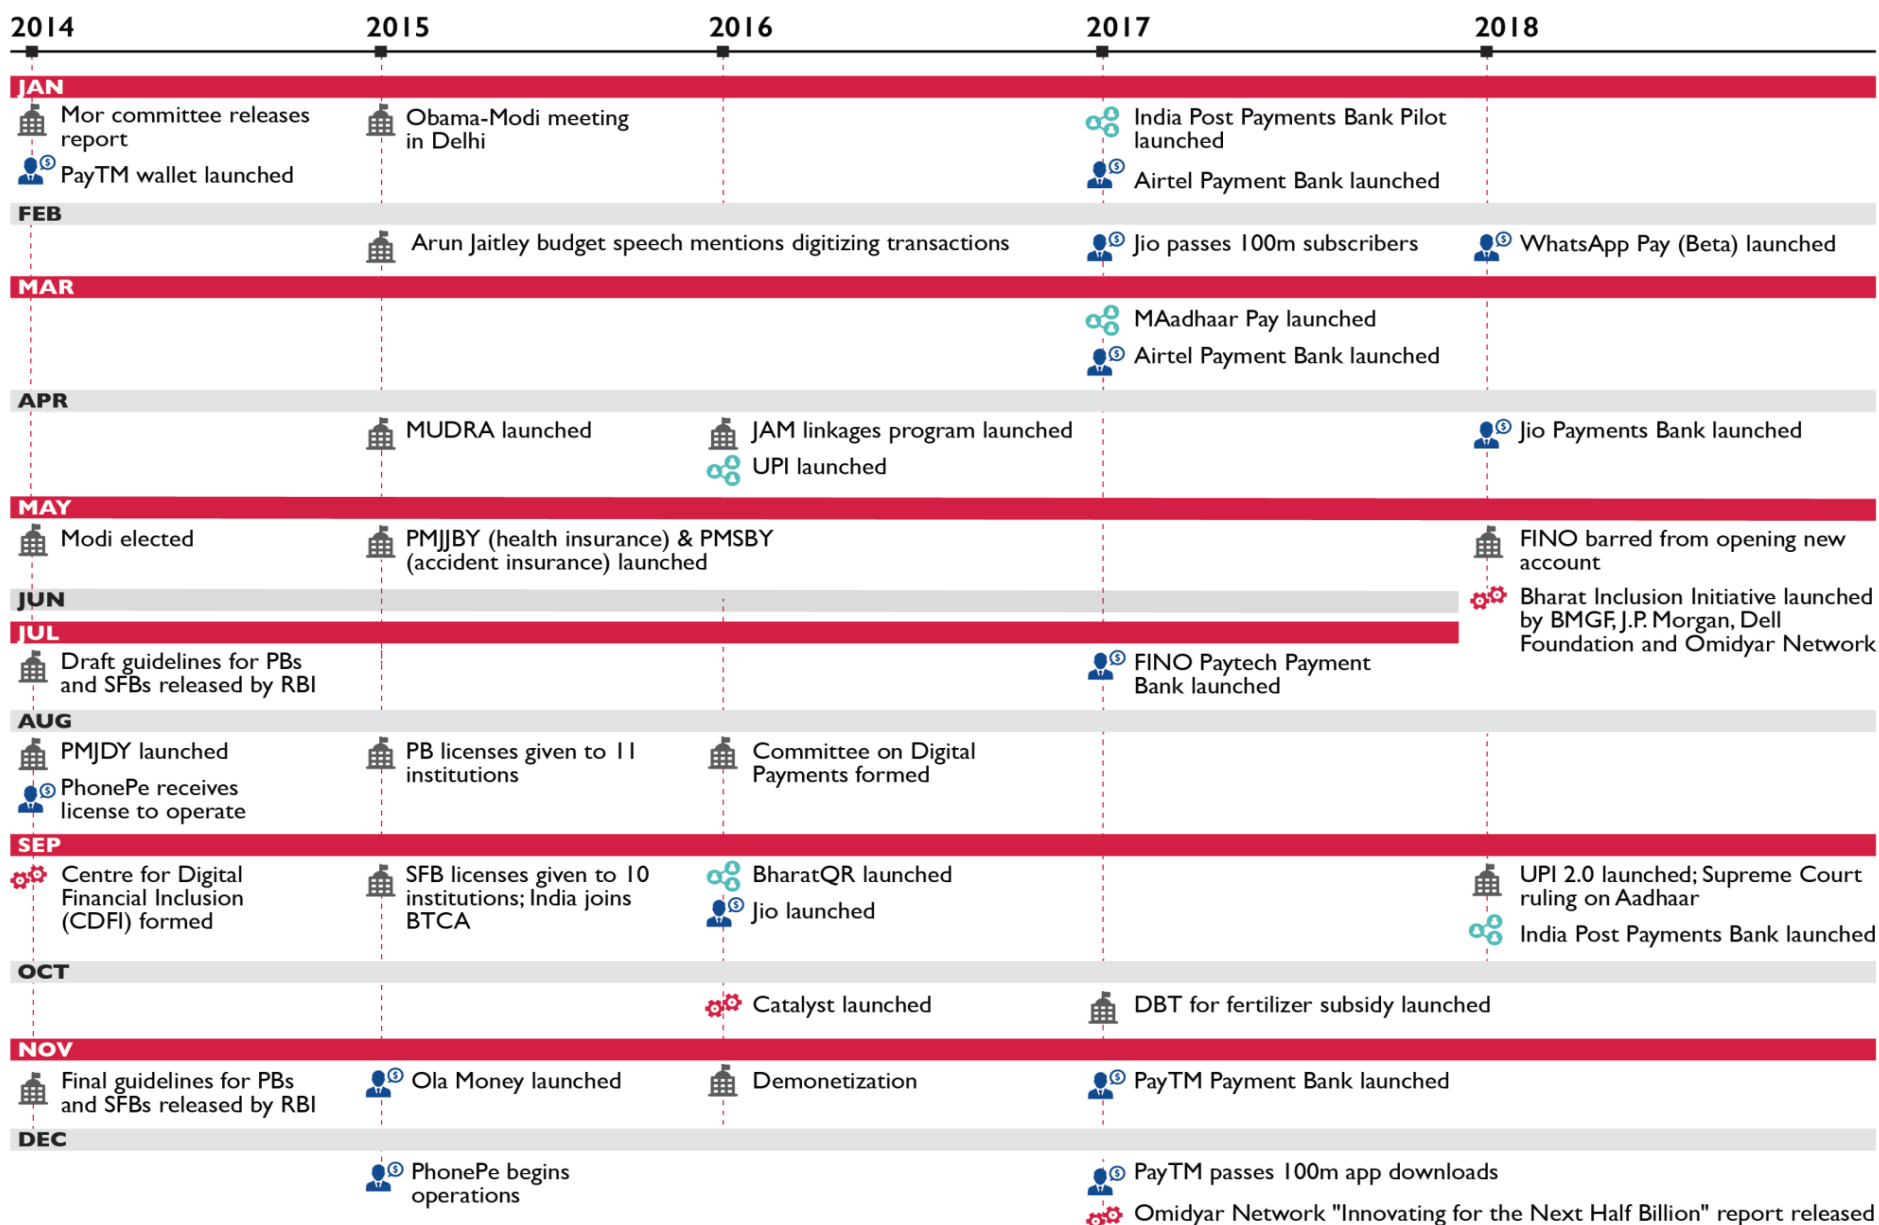 2014
2015
2016
2017
2018
JAN
Mor committee releases
report
PayTM wallet launched
Obama-Modi meeting
in Delhi
India Post Payments Bank Pilot
launched
Airtel Payment Bank launched
FEB
Arun Jaitley budget speech mentions digitizing transactions
Jio passes 100m subscribers
WhatsApp Pay (Beta) launched
MAR
MAadhaar Pay launched
Airtel Payment Bank launched
APR
MUDRA launched
JAM linkages program launched
UPI launched
Jio Payments Bank launched
MAY
Modi elected
PMJJBY (health insurance) & PMSBY
(accident insurance) launched
FINO barred from opening new
account
Bharat Inclusion Initiative launched
by BMGF, J.P. Morgan, Dell
Foundation and Omidyar Network
JUN
JUL
Draft guidelines for PBs
and SFBs released by RBI
FINO Paytech Payment
Bank launched
AUG
PMJDY launched
PhonePe receives
license to operate
PB licenses given to 11
institutions
Committee on Digital
Payments formed
SEP
Centre for Digital
Financial Inclusion
(CDFI) formed
SFB licenses given to 10
institutions; India joins
BTCA
BharatQR launched
Jio launched
UPI 2.0 launched; Supreme Court
ruling on Aadhaar
India Post Payments Bank launched
OCT
Catalyst launched
DBT for fertilizer subsidy launched
NOV
Final guidelines for PBs
and SFBs released by RBI
Ola Money launched
Demonetization
PayTM Payment Bank launched
DEC
PhonePe begins
operations
PayTM passes 100m app downloads
Omidyar Network "Innovating for the Next Half Billion" report released